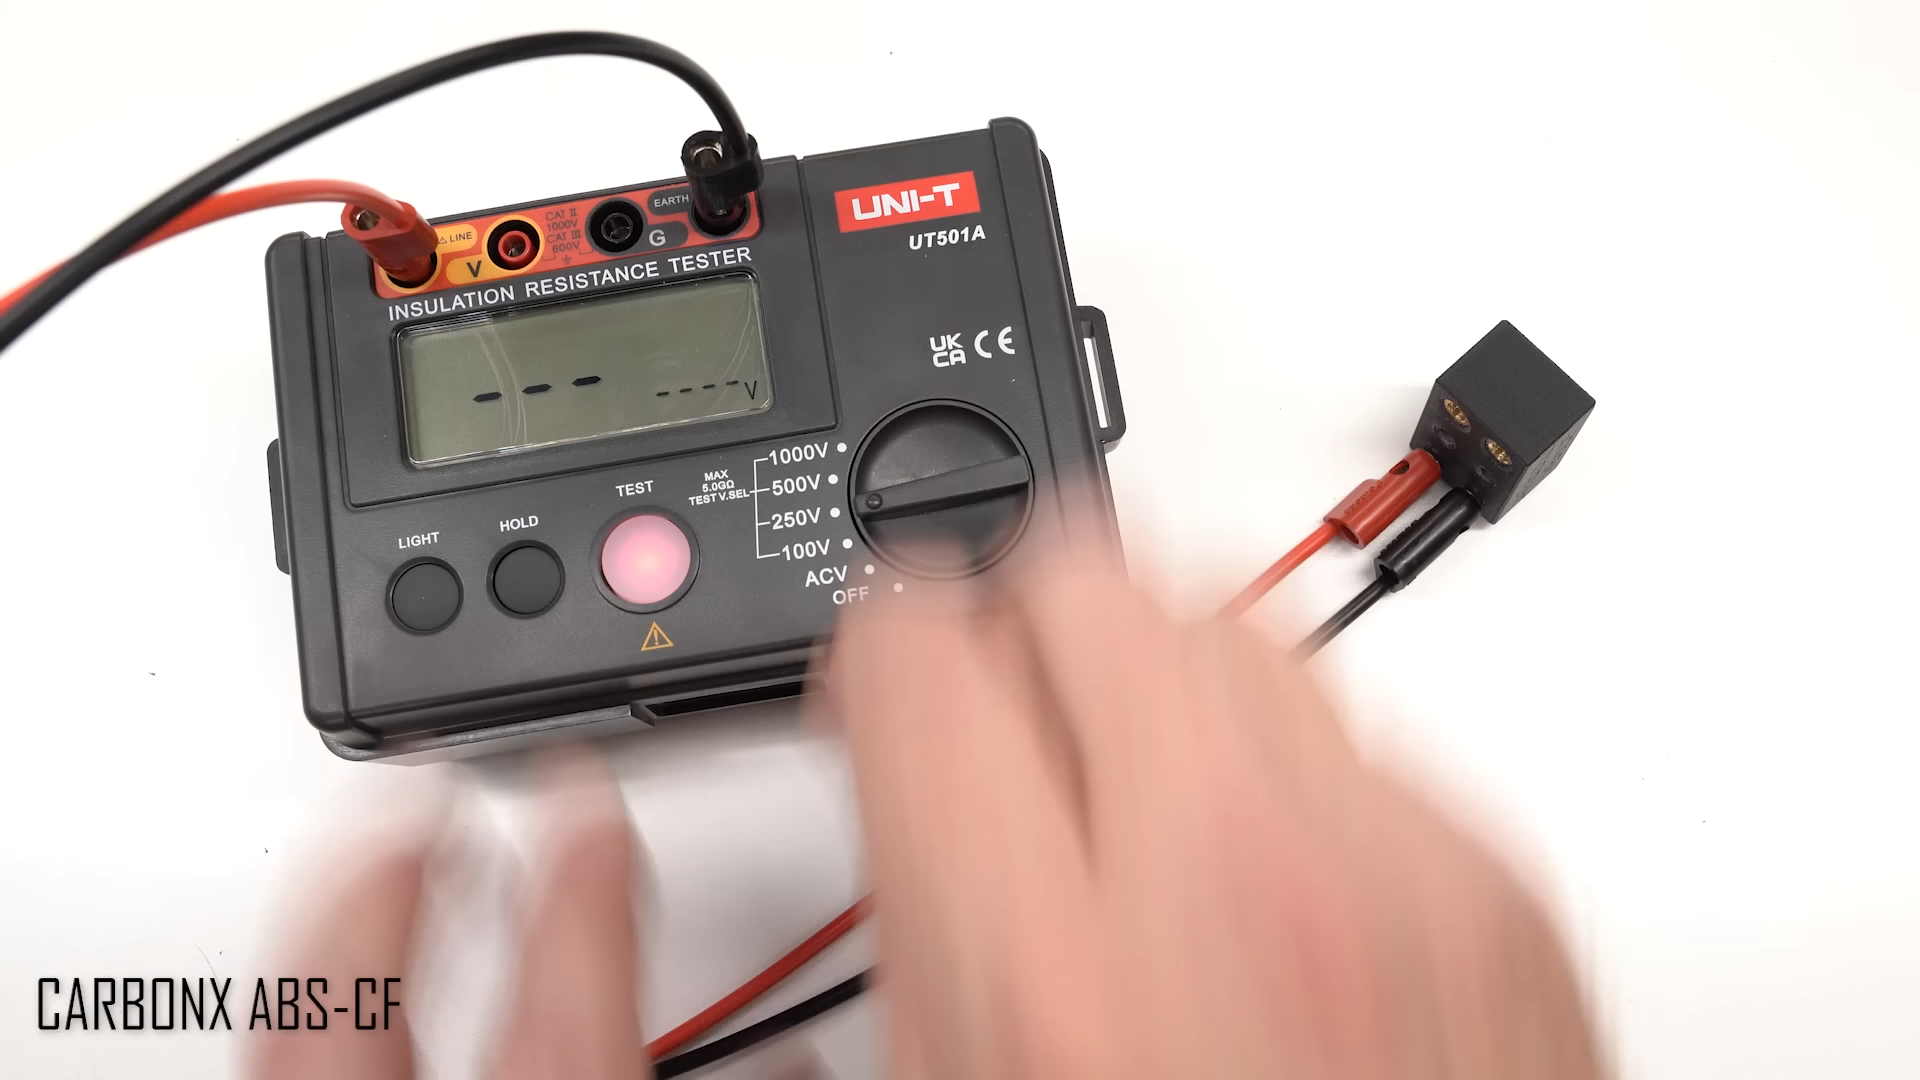 UNI-T
UT501A
LINE
V
CAT II
1000V
CAT III
600V
G
EARTH
INSULATION RESISTANCE TESTER
--- ----V
UK
CA CE
LIGHT
HOLD
TEST
MAX
5.0GΩ
TEST V.SEL
1000V
500V
250V
100V
ACV
OFF
CARBONX ABS-CF